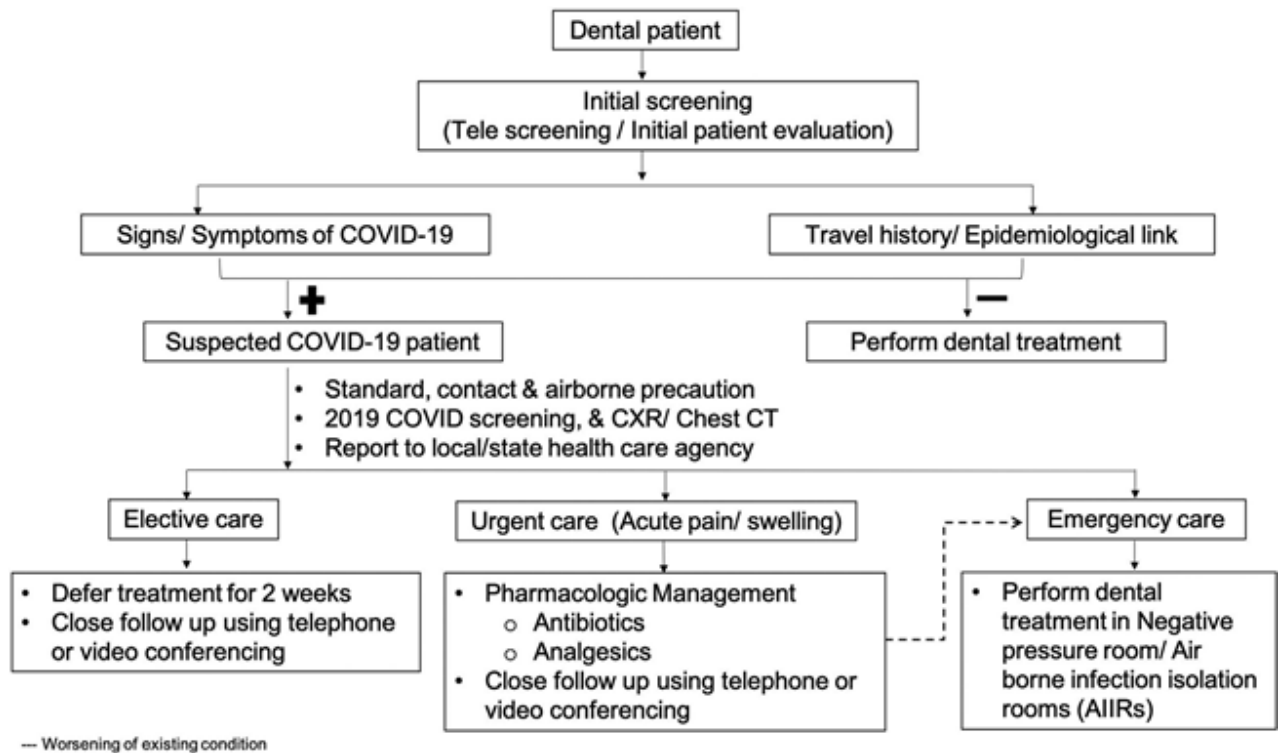 Dental patient
Initial screening
(Tele screening / Initial patient evaluation)
Signs/ Symptoms of COVID-19
Travel history/ Epidemiological link
+
−
Suspected COVID-19 patient
Perform dental treatment
• Standard, contact & airborne precaution
• 2019 COVID screening, & CXR/ Chest CT
• Report to local/state health care agency
Elective care
Urgent care (Acute pain/ swelling)
Emergency care
• Defer treatment for 2 weeks
• Close follow up using telephone
or video conferencing
• Pharmacologic Management
o Antibiotics
o Analgesics
• Close follow up using telephone or
video conferencing
• Perform dental
treatment in Negative
pressure room/ Air
borne infection isolation
rooms (AIIRs)
--- Worsening of existing condition